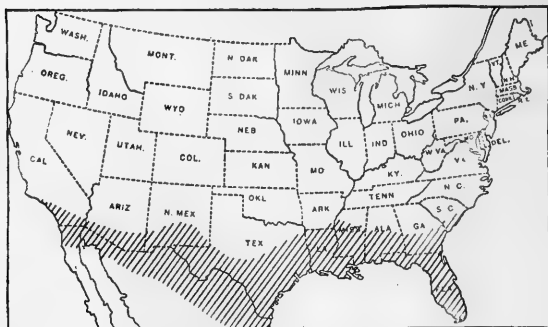 WASH.
MONT.
N DAK
MINN
ME
OREG.
IDAHO
WYO
S. DAK
WIS
MICH
N.Y
VT.
N.H.
MASS
CONN.
R.I.
NEV.
UTAH.
COL.
NEB
IOWA
ILL
IND
OHIO
PA.
DEL.
CAL
KAN
MO
KY.
W.VA
VA
ARIZ
N. MEX
OKL
ARK
TENN
N.C.
S.C.
TEX
LA
MISS
ALA
GA